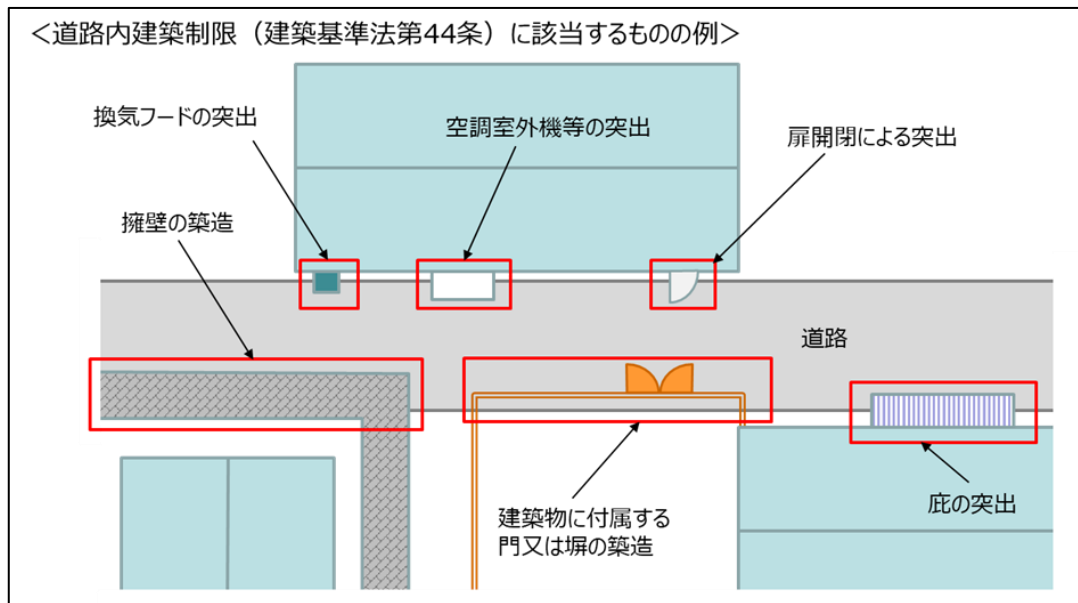 ＜道路内建築制限（建築基準法第44条）に該当するものの例＞
換気フードの突出
空調室外機等の突出
扉開閉による突出
擁壁の築造
道路
建築物に付属する
門又は塀の築造
庇の突出